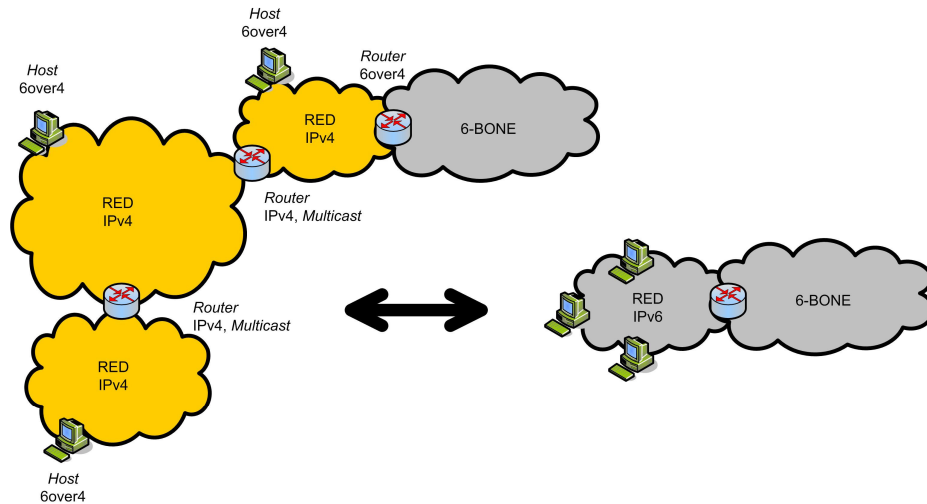 Host
6over4
Host
6over4
Router
6over4
RED
IPv4
6-BONE
Router
IPv4, Multicast
RED
IPv4
Router
IPv4, Multicast
RED
IPv4
Host
6over4
RED
IPv6
6-BONE